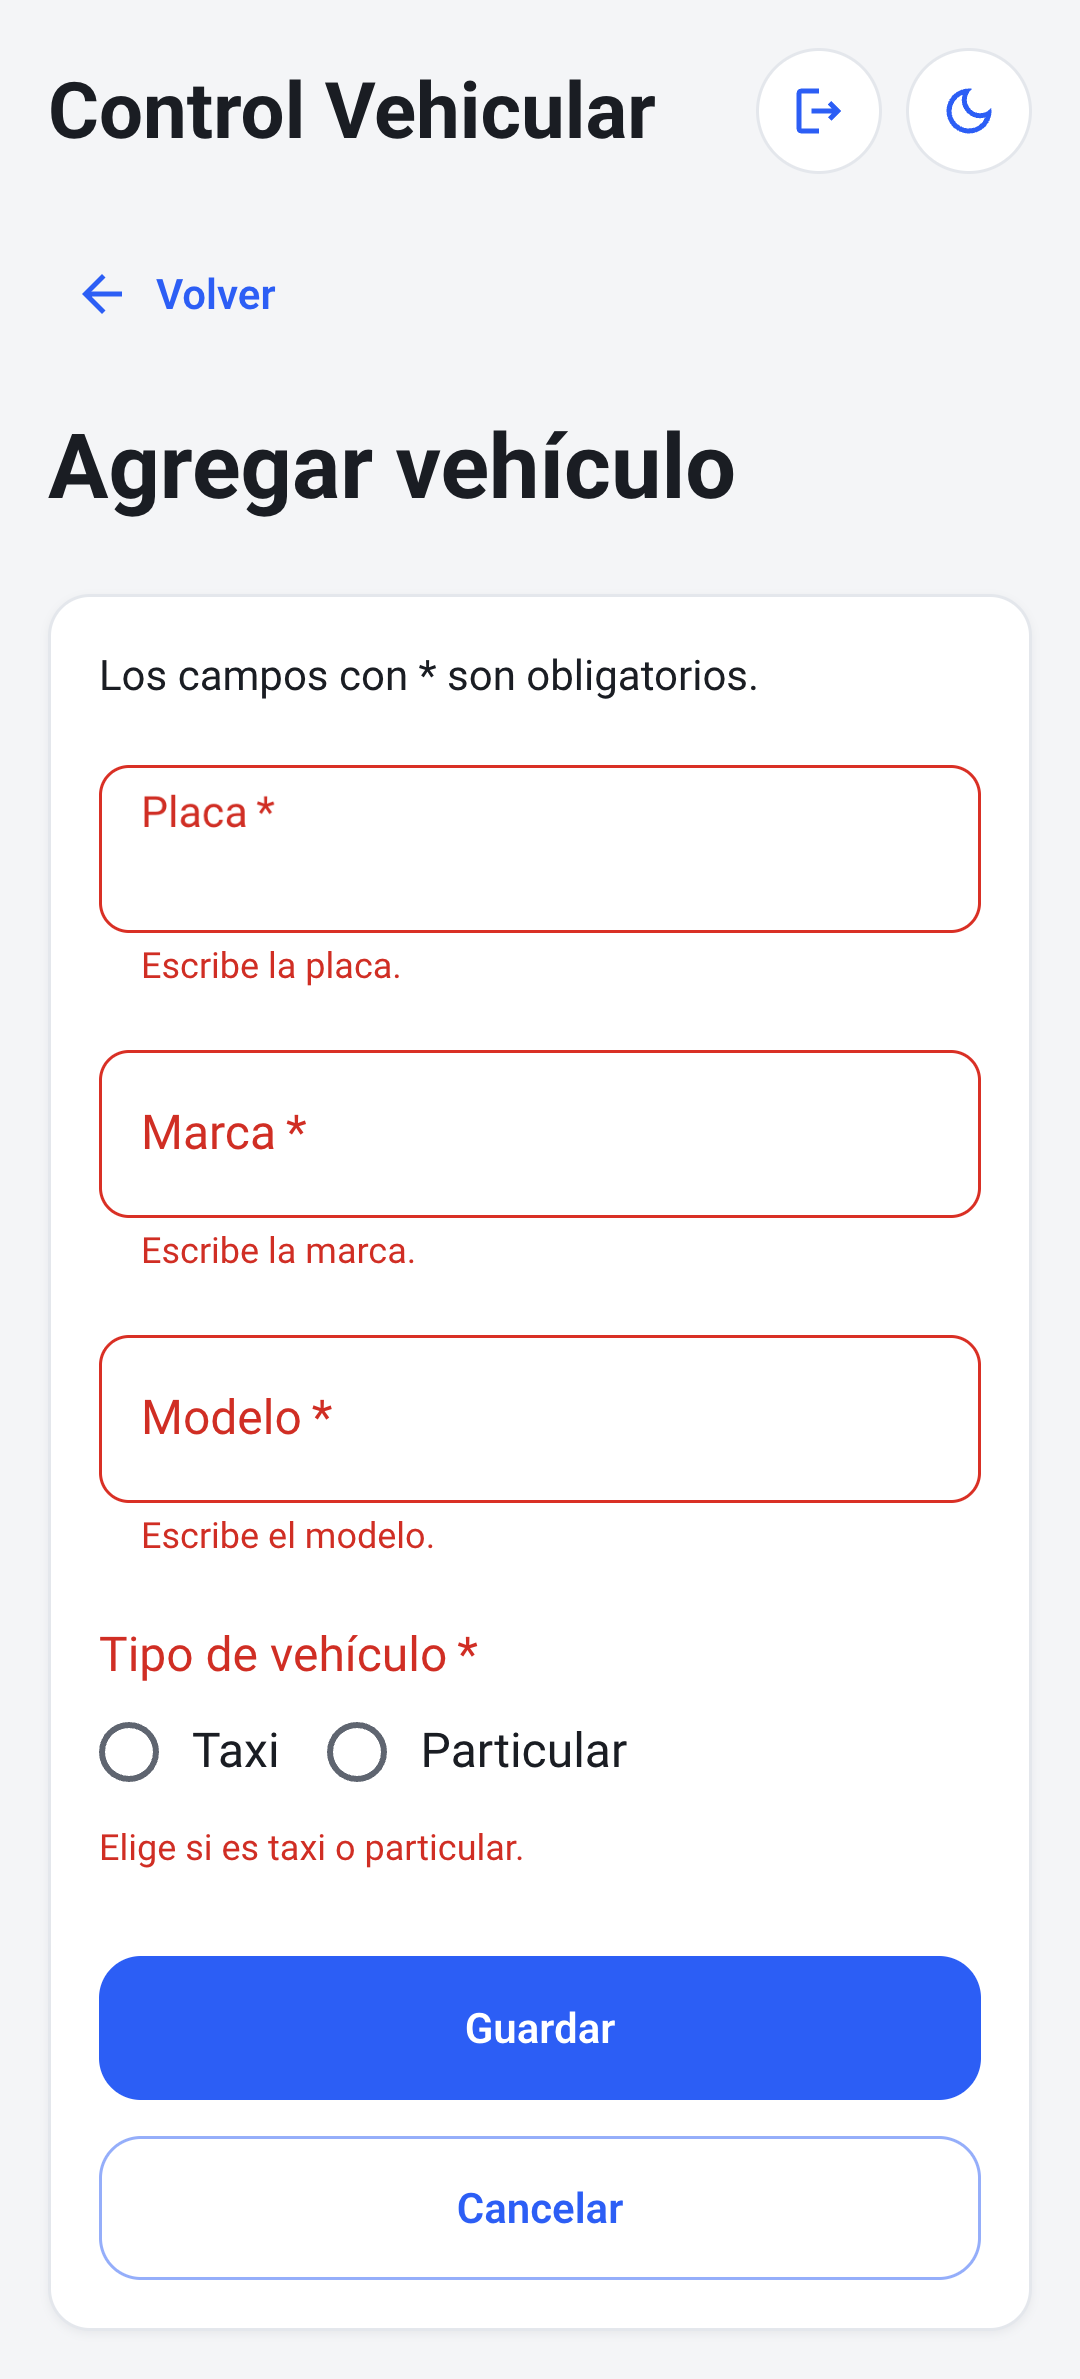 Control Vehicular
Volver
Agregar vehículo
Los campos con * son obligatorios.
Placa *
Escribe la placa.
Marca *
Escribe la marca.
Modelo *
Escribe el modelo.
Tipo de vehículo *
Taxi
Particular
Elige si es taxi o particular.
Guardar
Cancelar